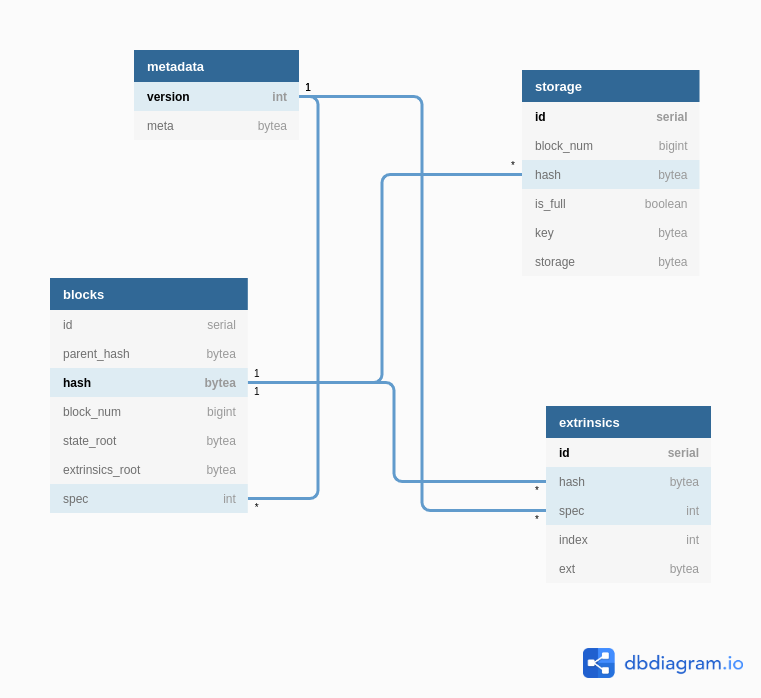 metadata
version int
meta bytea
1
storage
id serial
block_num bigint
* hash bytea
is_full boolean
key bytea
storage bytea
blocks
id serial
parent_hash bytea
hash bytea
1
1
block_num bigint
state_root bytea
extrinsics_root bytea
spec int
*
extrinsics
id serial
hash bytea
*
spec int
*
index int
ext bytea
dbdiagram.io